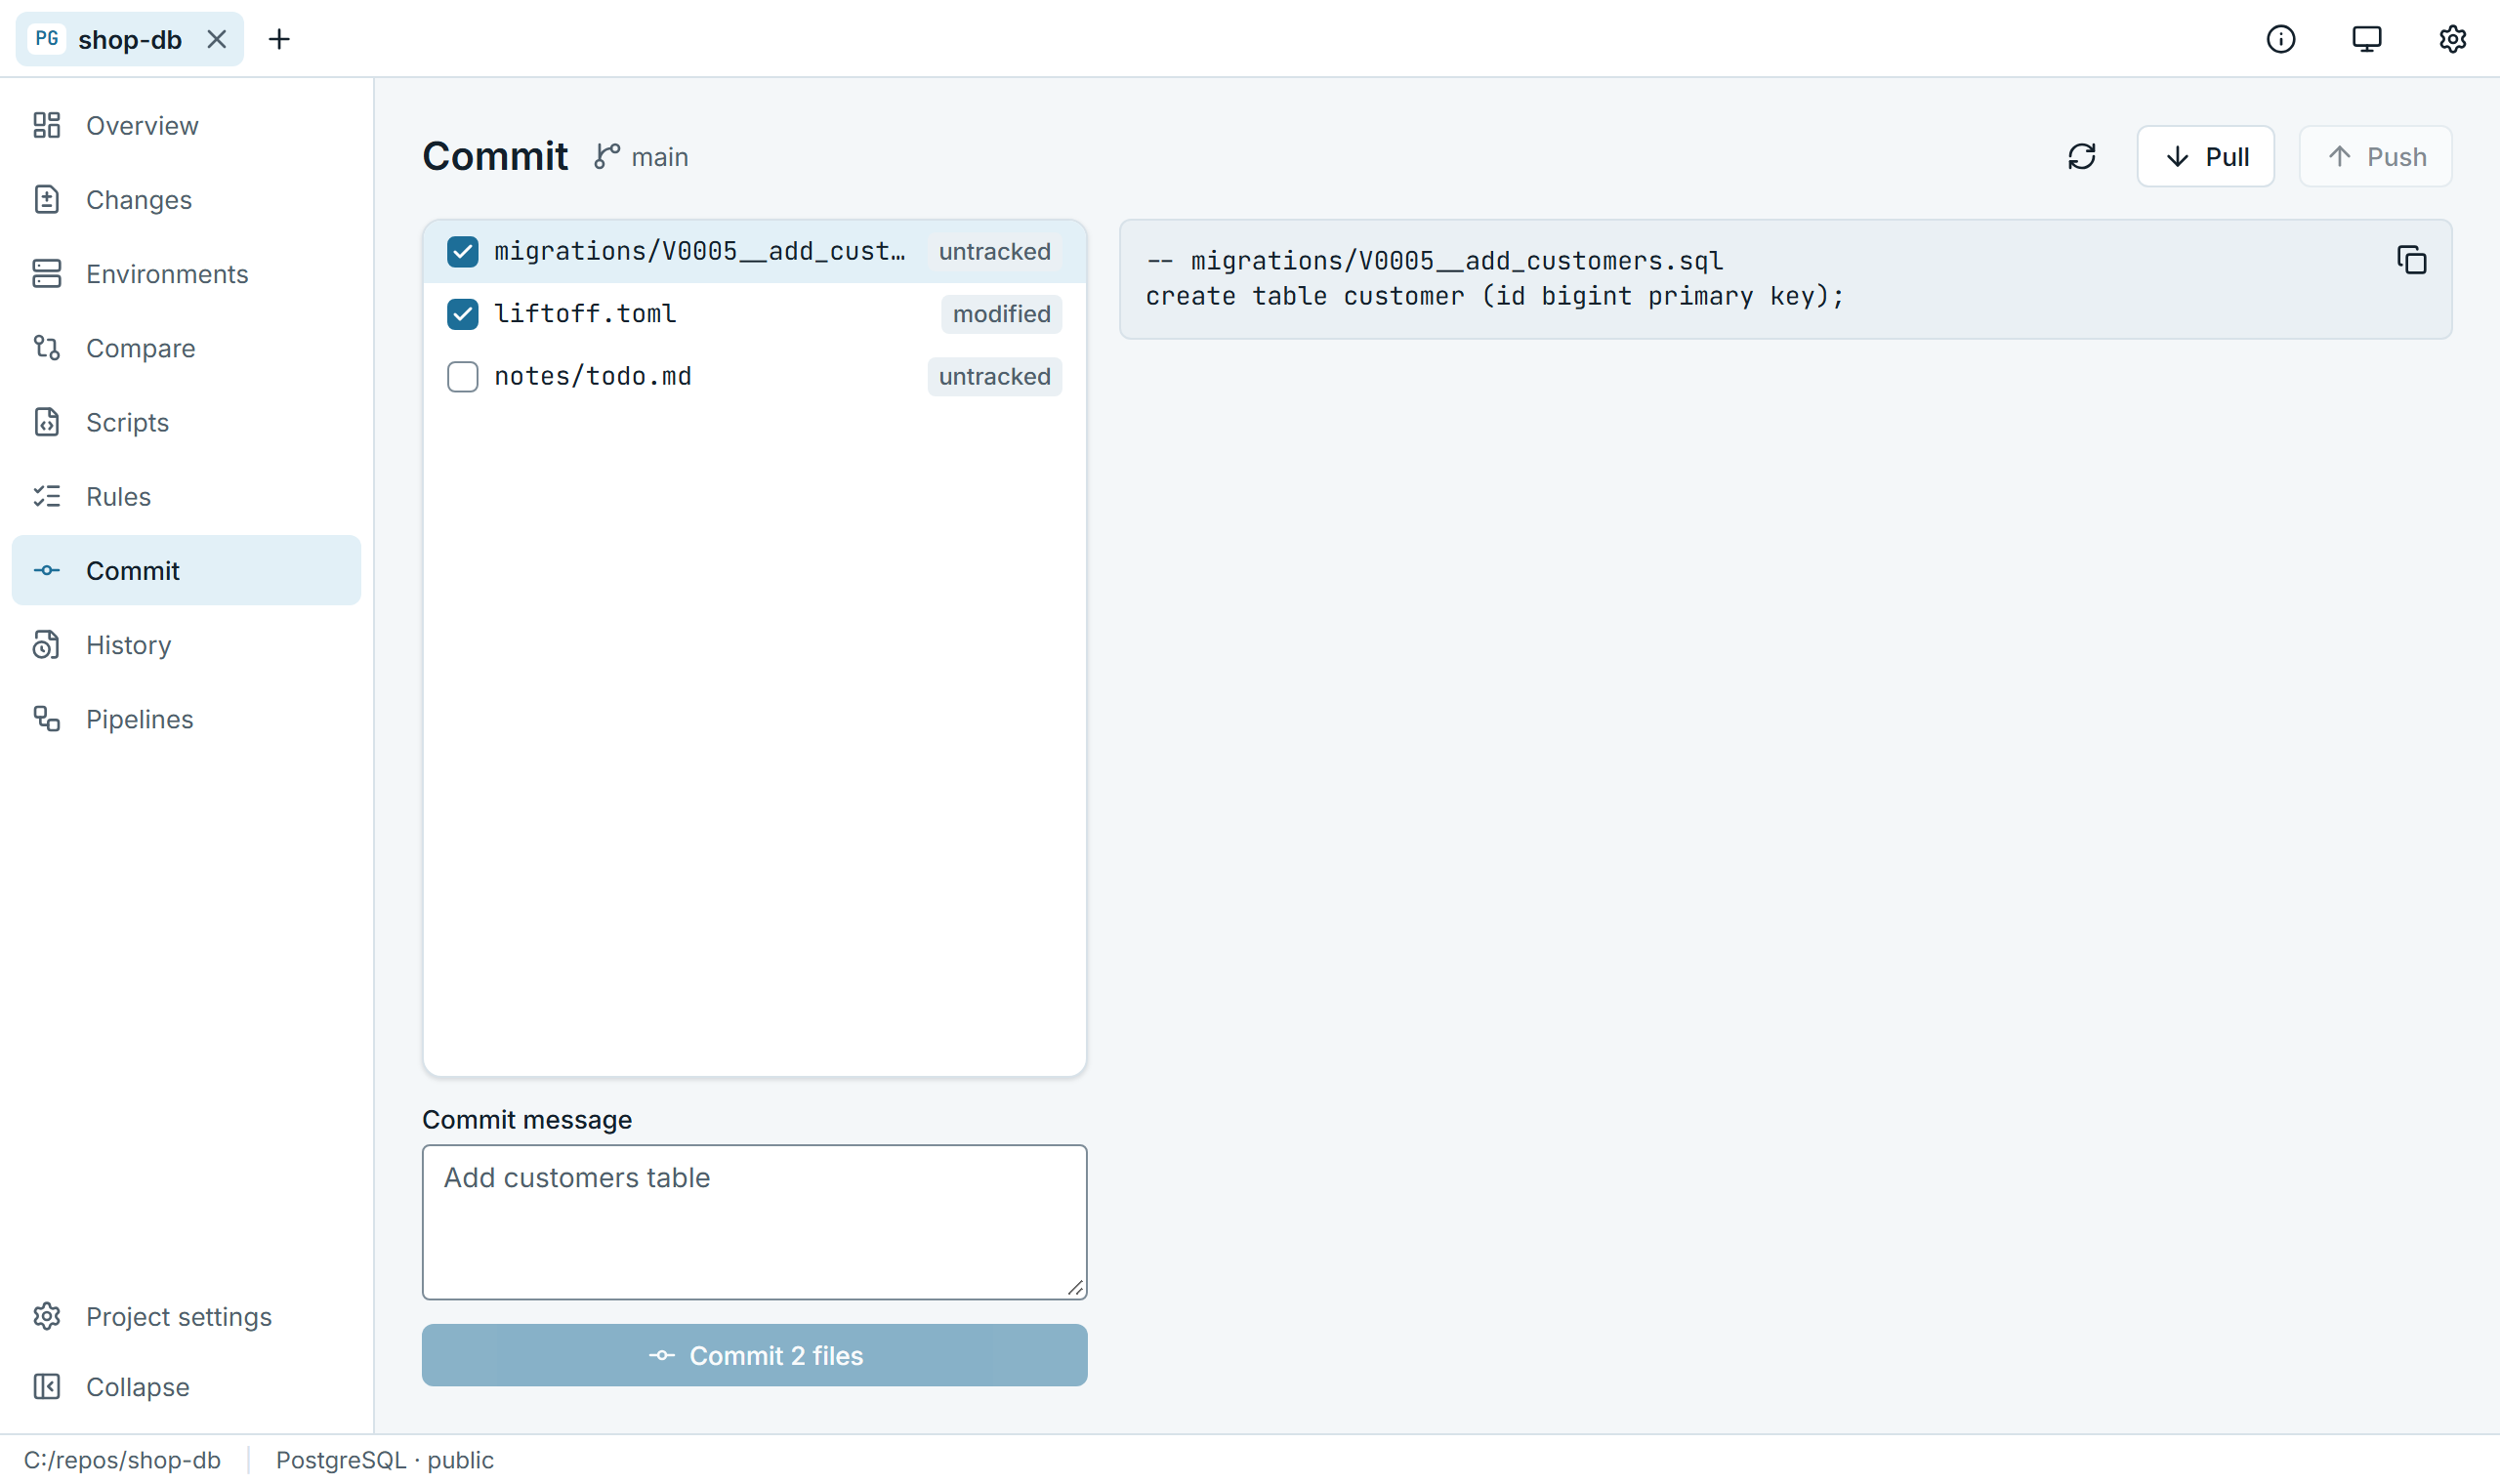 PG shop-db
Overview
Changes
Environments
Compare
Scripts
Rules
Commit
History
Pipelines
Project settings
Collapse
Commit main
Pull
Push
migrations/V0005__add_cust… untracked
liftoff.toml modified
notes/todo.md untracked
-- migrations/V0005__add_customers.sql
create table customer (id bigint primary key);
Commit message
Add customers table
Commit 2 files
C:/repos/shop-db
PostgreSQL · public